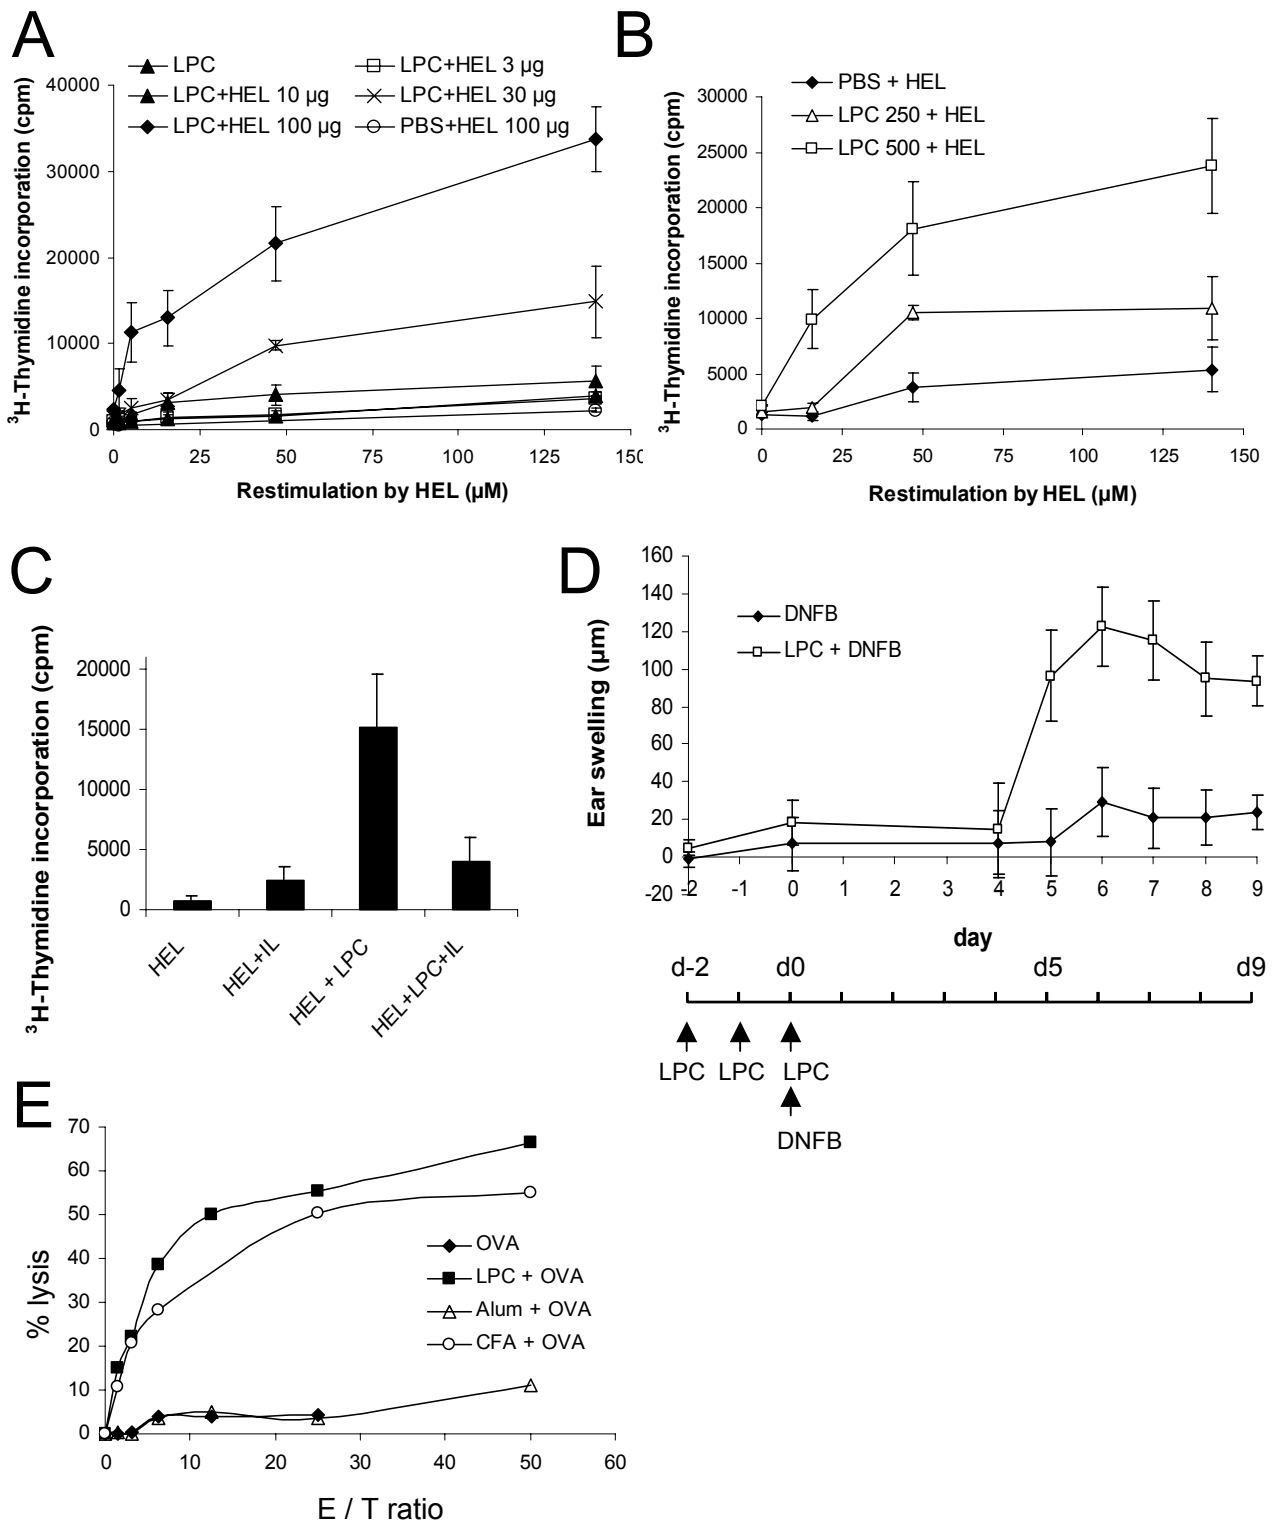 A
LPC
LPC+HEL 3 µg
LPC+HEL 10 µg
LPC+HEL 30 µg
LPC+HEL 100 µg
PBS+HEL 100 µg
³H-Thymidine incorporation (cpm)
40000
30000
20000
10000
0
0 25 50 75 100 125 150
Restimulation by HEL (µM)
B
PBS + HEL
LPC 250 + HEL
LPC 500 + HEL
³H-Thymidine incorporation (cpm)
30000
25000
20000
15000
10000
5000
0
0 25 50 75 100 125 150
Restimulation by HEL (µM)
C
³H-Thymidine incorporation (cpm)
20000
15000
10000
5000
0
HEL
HEL+IL
HEL + LPC
HEL+LPC+IL
D
DNFB
LPC + DNFB
Ear swelling (µm)
160
140
120
100
80
60
40
20
0
-20
-2 -1 0 1 2 3 4 5 6 7 8 9
day
d-2 d0 d5 d9
LPC LPC LPC
DNFB
E
OVA
LPC + OVA
Alum + OVA
CFA + OVA
% lysis
70
60
50
40
30
20
10
0
0 10 20 30 40 50 60
E / T ratio